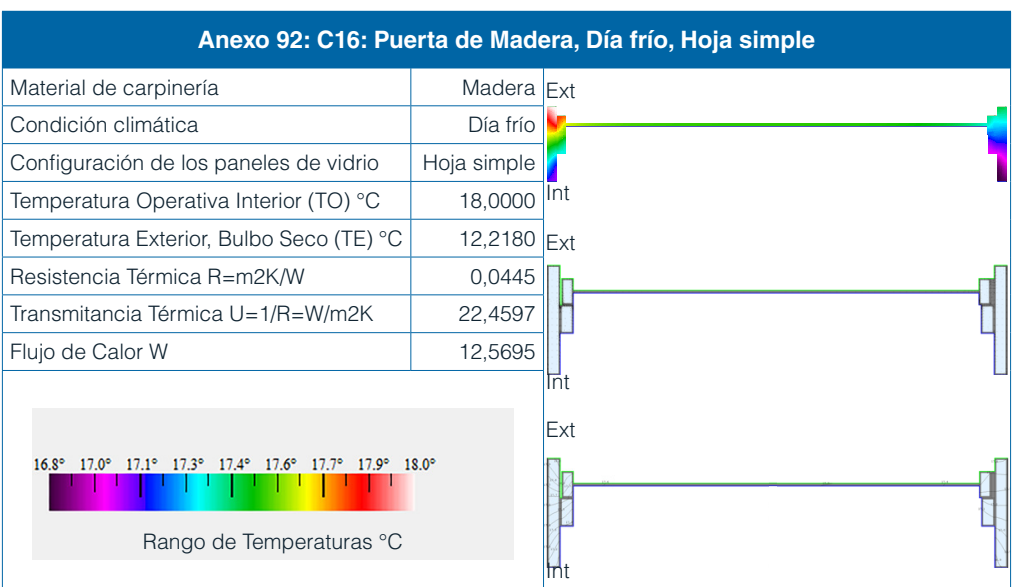 Anexo 92: C16: Puerta de Madera, Día frío, Hoja simple
Material de carpinería Madera
Condición climática Día frío
Configuración de los paneles de vidrio Hoja simple
Temperatura Operativa Interior (TO) °C 18,0000
Temperatura Exterior, Bulbo Seco (TE) °C 12,2180
Resistencia Térmica R=m2K/W 0,0445
Transmitancia Térmica U=1/R=W/m2K 22,4597
Flujo de Calor W 12,5695
16.8° 17.0° 17.1° 17.3° 17.4° 17.6° 17.7° 17.9° 18.0°
Rango de Temperaturas °C
Ext
Int
Ext
Int
Ext
Int